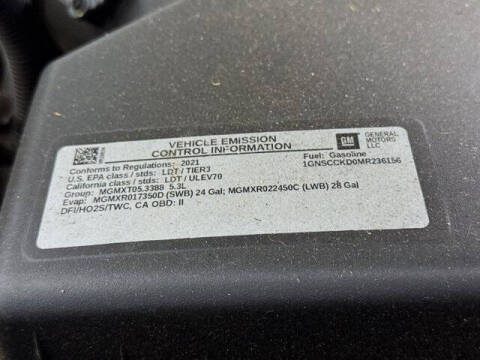 VEHICLE EMISSION
CONTROL INFORMATION
GM
GENERAL
MOTORS
LLC
Conforms to Regulations: 2021
Fuel: Gasoline
U.S. EPA class / stds: LDT / TIER3
1GNSCCKD0MR236156
California class / stds: LDT / ULEV70
Group: MGMXT05.3388 5.3L
Evap: MGMXR017350D (SWB) 24 Gal; MGMXR022450C (LWB) 28 Gal
DFI/HO2S/TWC, CA OBD: II